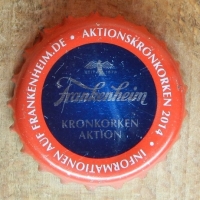 • INFORMATIONEN AUF FRANKENHEIM.DE • AKTIONSKRONKORKEN 2014
Frankenheim
KRONKORKEN
AKTION